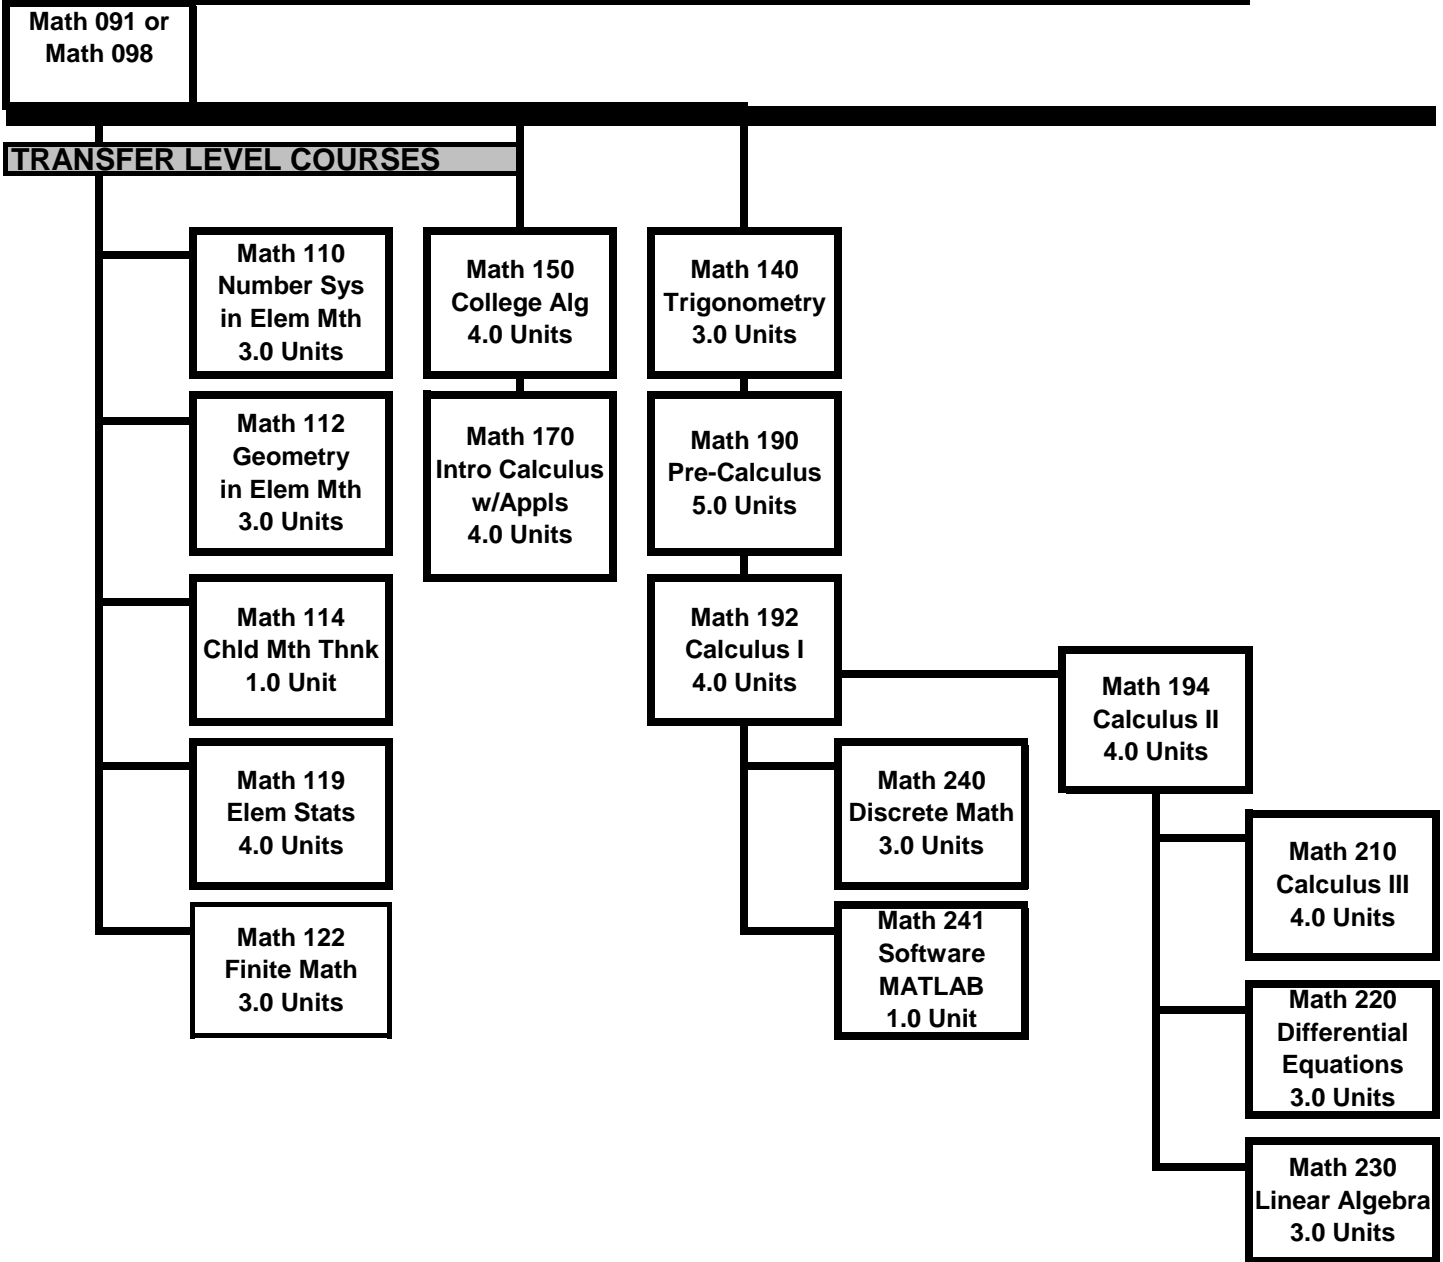 Math 091 or
Math 098
TRANSFER LEVEL COURSES
Math 110
Number Sys
in Elem Mth
3.0 Units
Math 150
College Alg
4.0 Units
Math 140
Trigonometry
3.0 Units
Math 112
Geometry
in Elem Mth
3.0 Units
Math 170
Intro Calculus
w/Appls
4.0 Units
Math 190
Pre-Calculus
5.0 Units
Math 114
Chld Mth Thnk
1.0 Unit
Math 192
Calculus I
4.0 Units
Math 194
Calculus II
4.0 Units
Math 119
Elem Stats
4.0 Units
Math 240
Discrete Math
3.0 Units
Math 210
Calculus III
4.0 Units
Math 122
Finite Math
3.0 Units
Math 241
Software
MATLAB
1.0 Unit
Math 220
Differential
Equations
3.0 Units
Math 230
Linear Algebra
3.0 Units